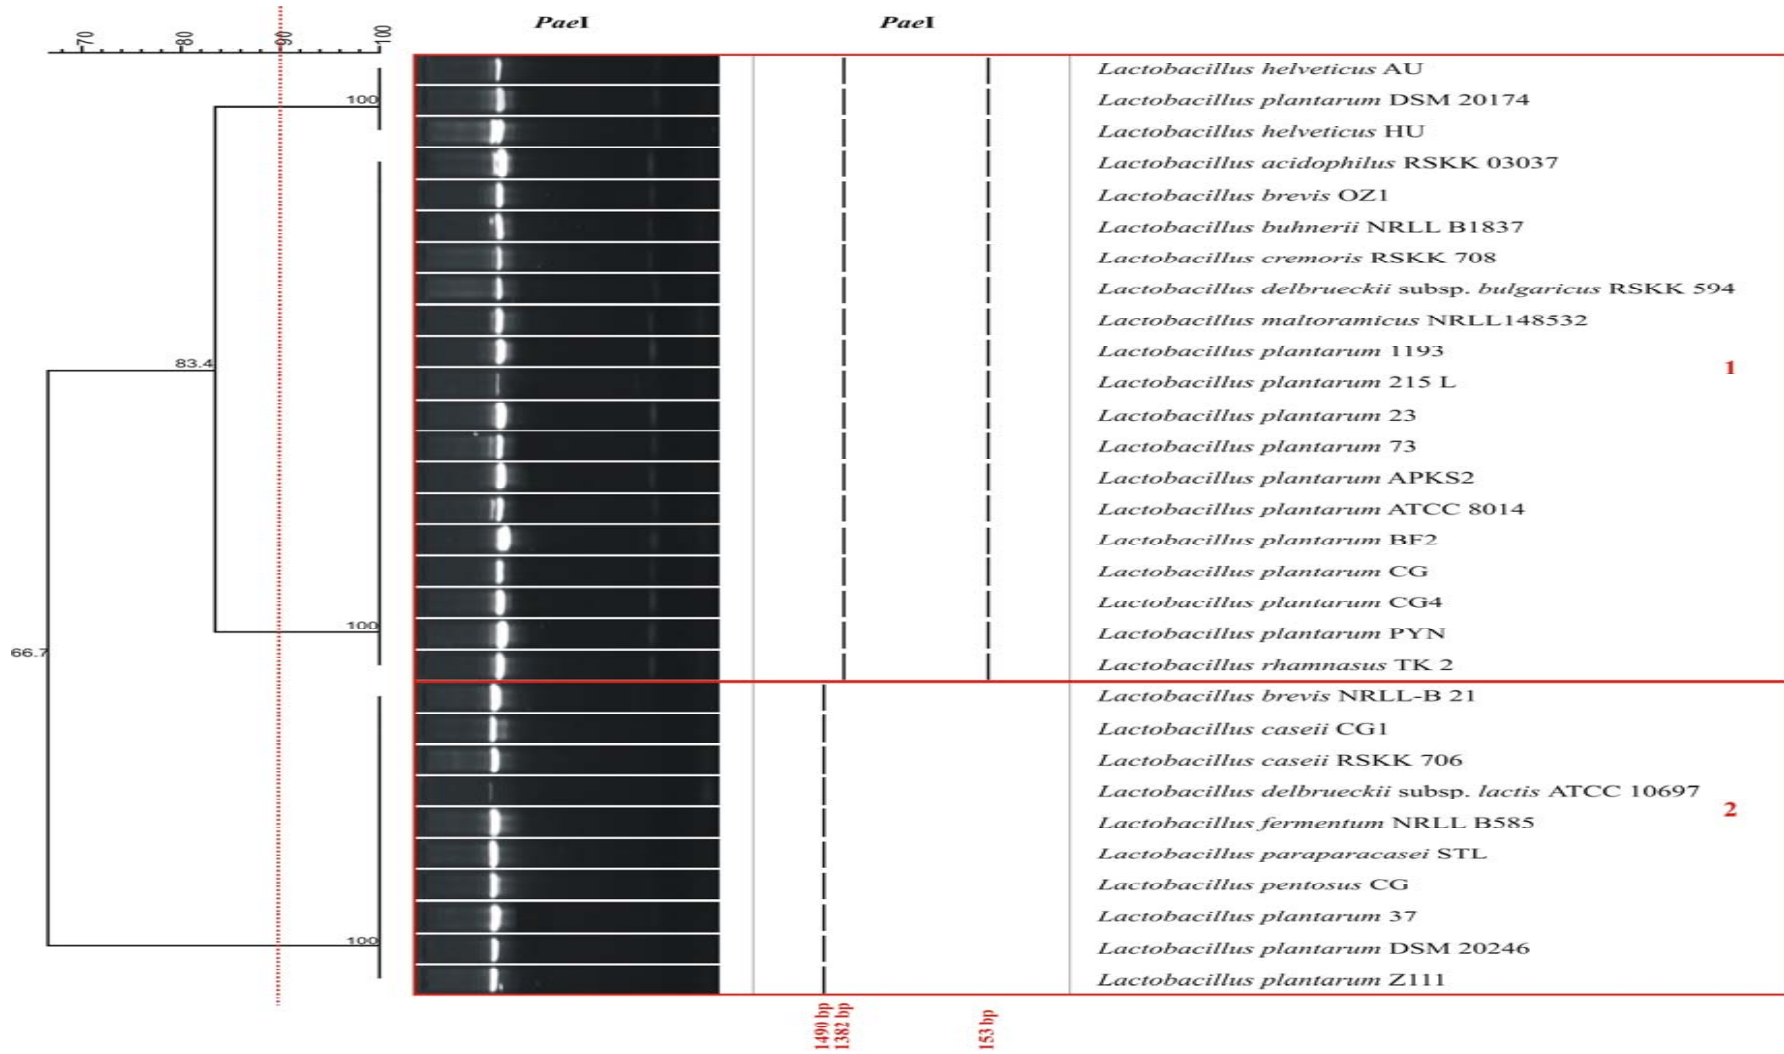 PaeI PaeI
70 80 90 100
Lactobacillus helveticus AU
100
Lactobacillus plantarum DSM 20174
Lactobacillus helveticus HU
Lactobacillus acidophilus RSKK 03037
Lactobacillus brevis OZ1
Lactobacillus buhnerii NRLL B1837
Lactobacillus cremoris RSKK 708
Lactobacillus delbrueckii subsp. bulgaricus RSKK 594
Lactobacillus maltoramicus NRLL148532
Lactobacillus plantarum 1193
83.4
1
Lactobacillus plantarum 215 L
Lactobacillus plantarum 23
Lactobacillus plantarum 73
Lactobacillus plantarum APKS2
Lactobacillus plantarum ATCC 8014
Lactobacillus plantarum BF2
Lactobacillus plantarum CG
Lactobacillus plantarum CG4
100
Lactobacillus plantarum PYN
66.7
Lactobacillus rhamnasus TK 2
Lactobacillus brevis NRLL-B 21
Lactobacillus caseii CG1
Lactobacillus caseii RSKK 706
Lactobacillus delbrueckii subsp. lactis ATCC 10697
2
Lactobacillus fermentum NRLL B585
Lactobacillus paraparacasei STL
Lactobacillus pentosus CG
Lactobacillus plantarum 37
100
Lactobacillus plantarum DSM 20246
Lactobacillus plantarum Z111
1490 bp
1382 bp
153 bp